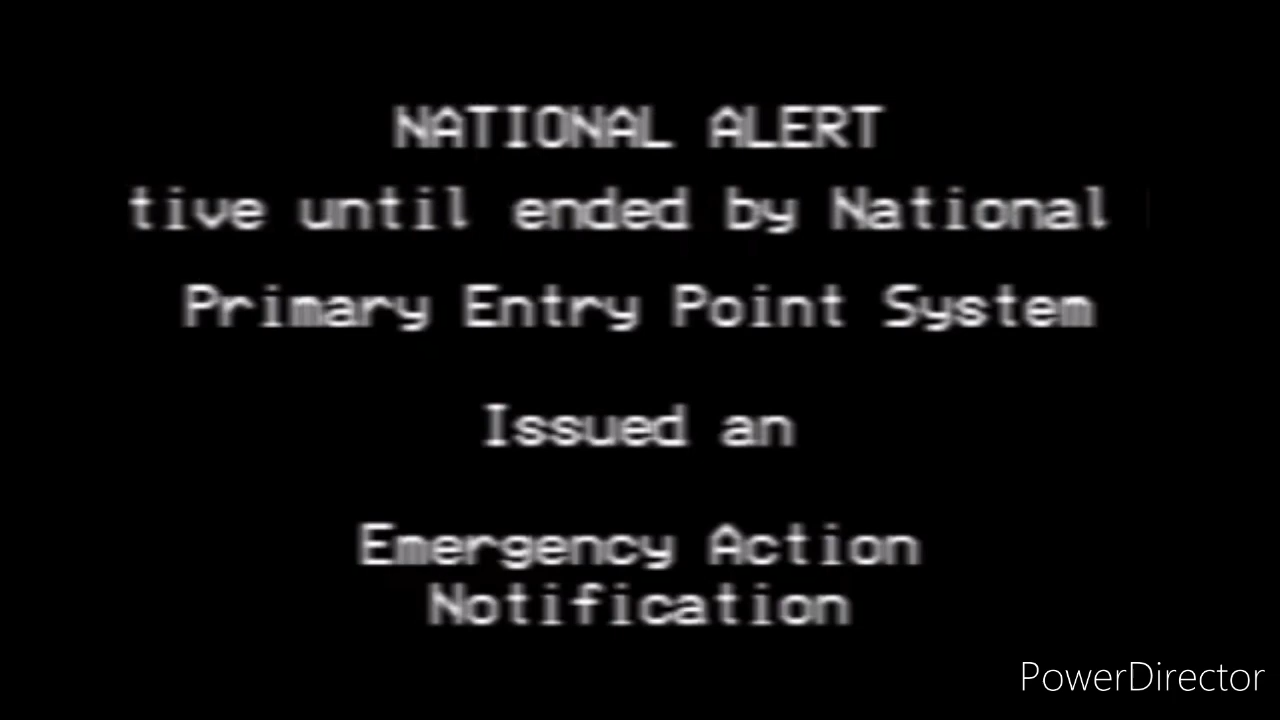 NATIONAL ALERT
tive until ended by National
Primary Entry Point System
Issued an
Emergency Action
Notification
PowerDirector